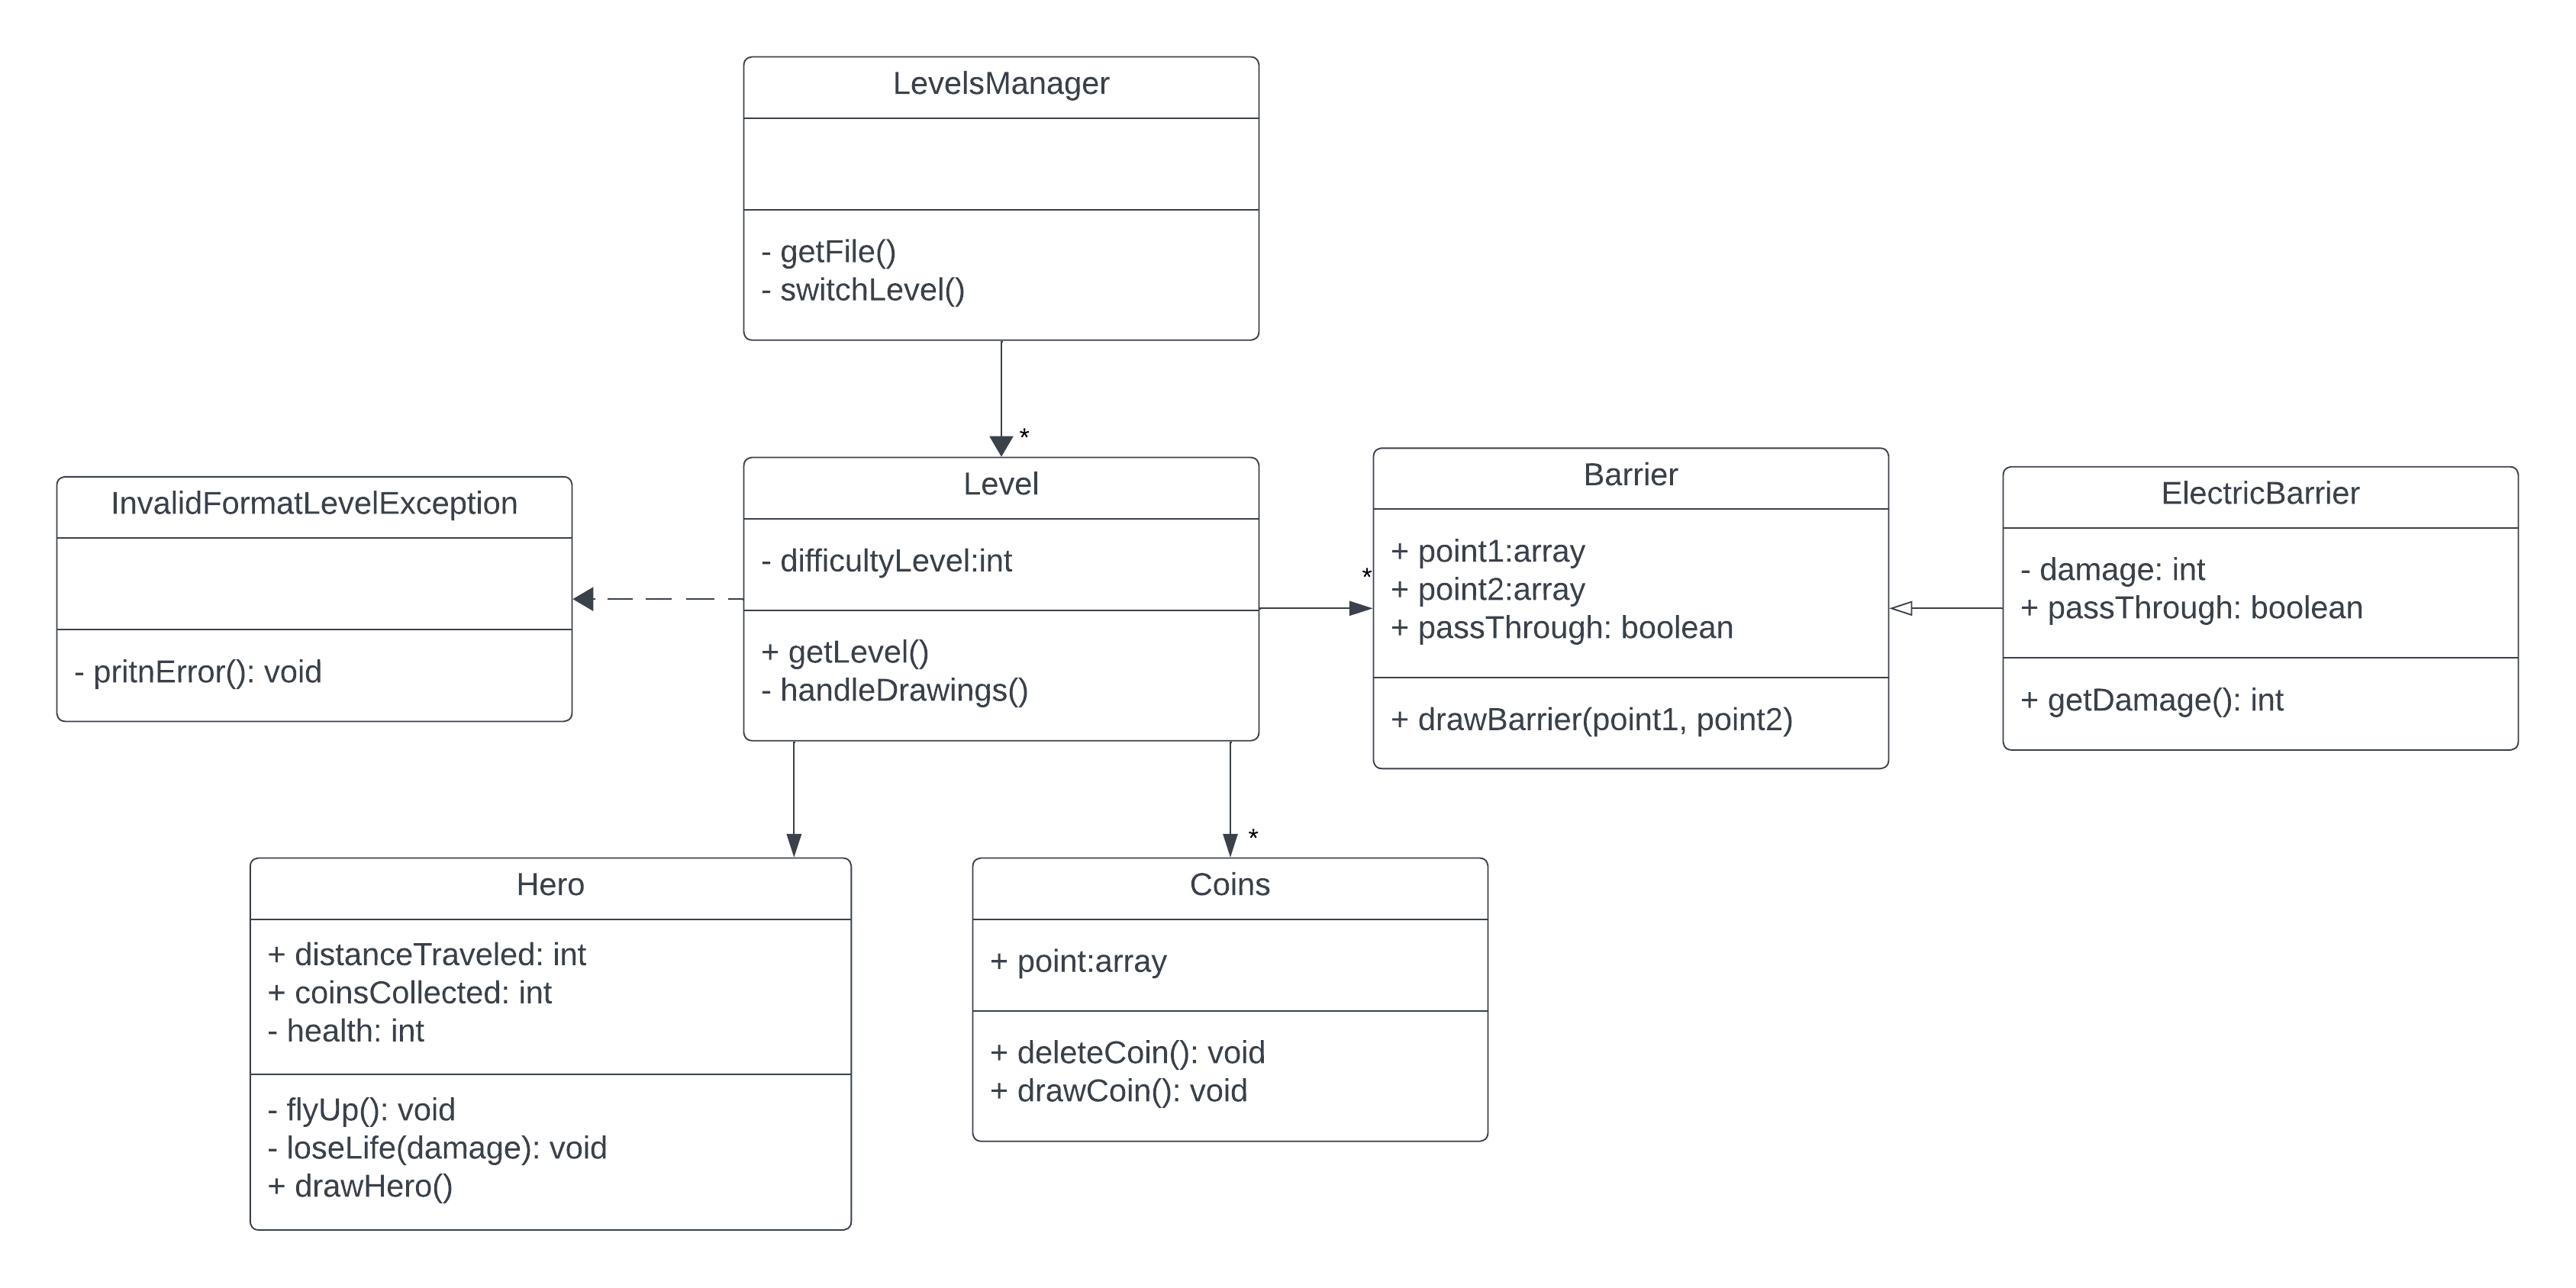 LevelsManager
- getFile()
- switchLevel()
*
InvalidFormatLevelException
- pritnError(): void
Level
- difficultyLevel:int
+ getLevel()
- handleDrawings()
*
Barrier
+ point1:array
+ point2:array
+ passThrough: boolean
+ drawBarrier(point1, point2)
ElectricBarrier
- damage: int
+ passThrough: boolean
+ getDamage(): int
Hero
+ distanceTraveled: int
+ coinsCollected: int
- health: int
- flyUp(): void
- loseLife(damage): void
+ drawHero()
*
Coins
+ point:array
+ deleteCoin(): void
+ drawCoin(): void